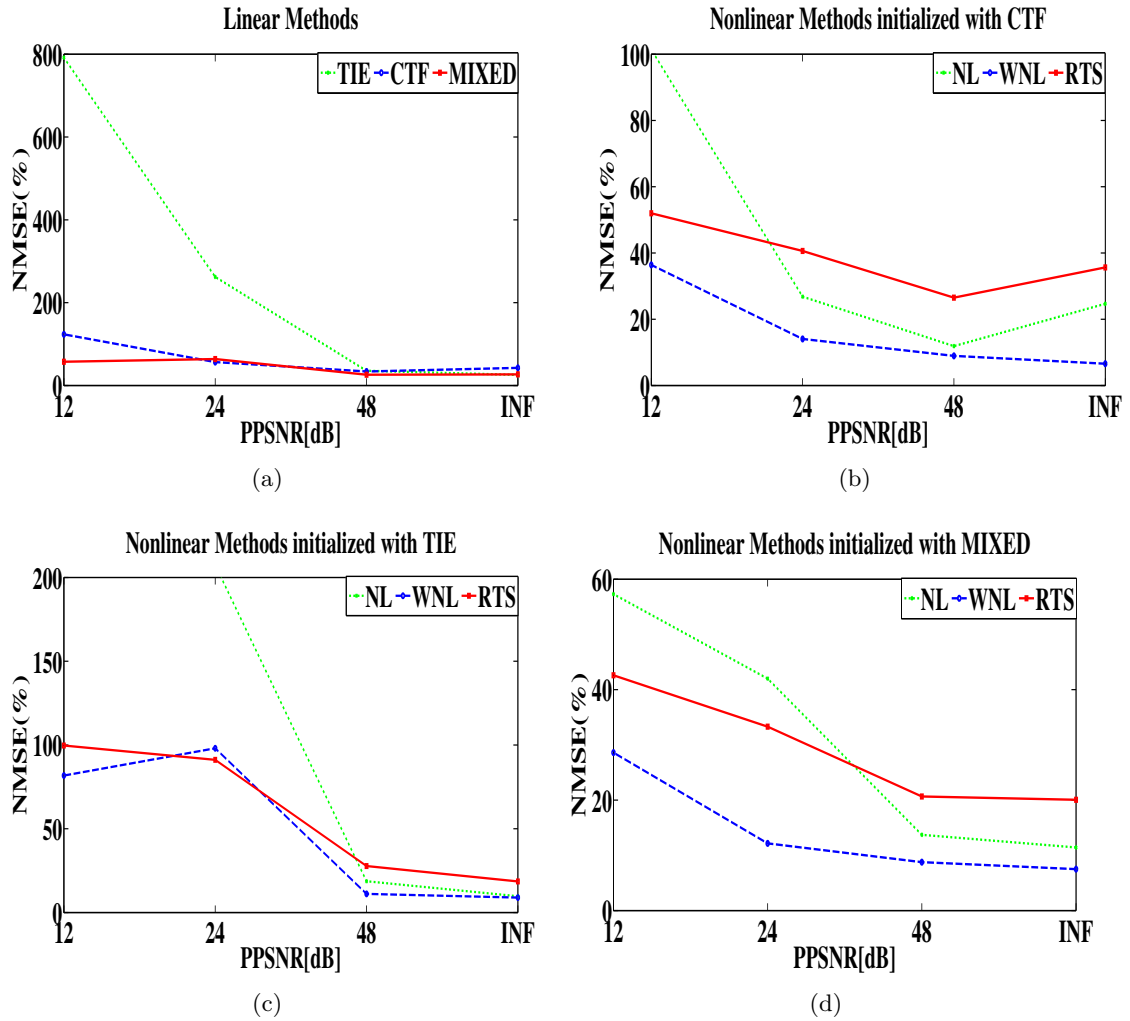 Linear Methods
TIE CTF MIXED
800
600
400
200
0
NMSE(%)
12 24 48 INF
PPSNR[dB]
(a)
Nonlinear Methods initialized with CTF
NL WNL RTS
100
80
60
40
20
0
NMSE(%)
12 24 48 INF
PPSNR[dB]
(b)
Nonlinear Methods initialized with TIE
NL WNL RTS
200
150
100
50
0
NMSE(%)
12 24 48 INF
PPSNR[dB]
(c)
Nonlinear Methods initialized with MIXED
NL WNL RTS
60
40
20
0
NMSE(%)
12 24 48 INF
PPSNR[dB]
(d)